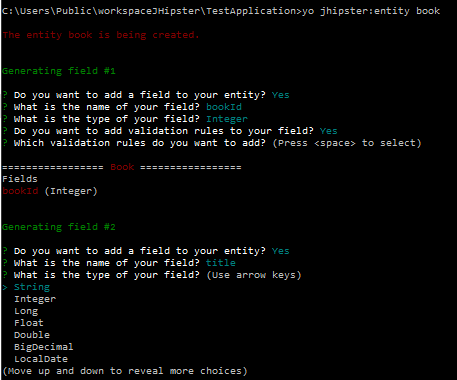 C:\Users\Public\workspaceJHipster\TestApplication>yo jhipster:entity book
The entity book is being created.
Generating field #1
? Do you want to add a field to your entity? Yes
? What is the name of your field? bookId
? What is the type of your field? Integer
? Do you want to add validation rules to your field? Yes
? Which validation rules do you want to add? (Press <space> to select)
================= Book =================
Fields
bookId (Integer)
Generating field #2
? Do you want to add a field to your entity? Yes
? What is the name of your field? title
? What is the type of your field? (Use arrow keys)
> String
Integer
Long
Float
Double
BigDecimal
LocalDate
(Move up and down to reveal more choices)